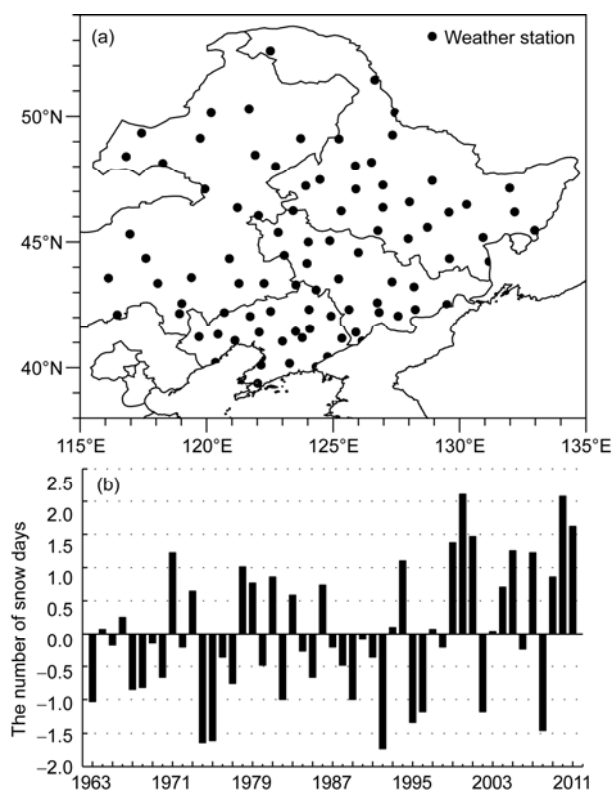 (a)
Weather station
50°N
45°N
40°N
115°E 120°E 125°E 130°E 135°E
(b)
The number of snow days
2.5
2.0
1.5
1.0
0.5
0.0
−0.5
−1.0
−1.5
−2.0
1963 1971 1979 1987 1995 2003 2011